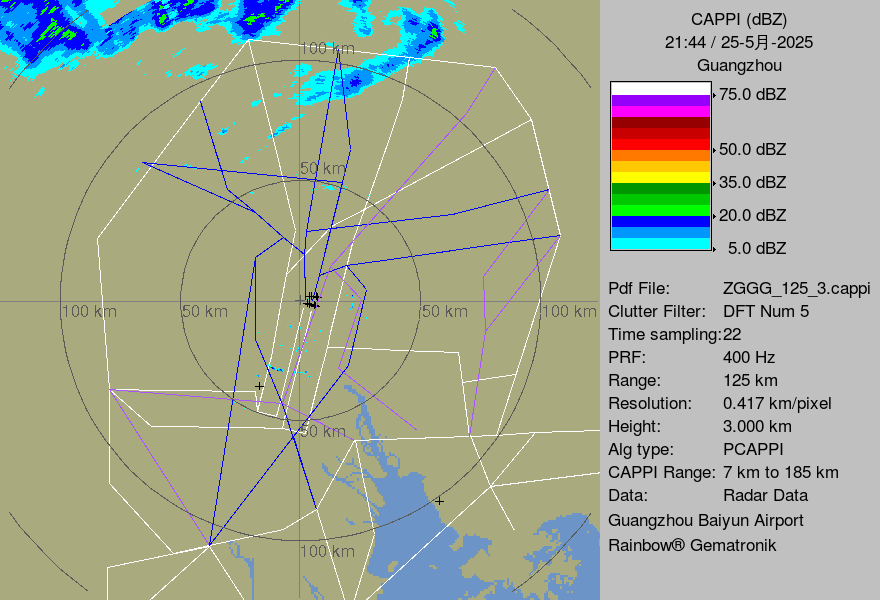 CAPPI (dBZ)
21:44 / 25-5月-2025
Guangzhou
75.0 dBZ
50.0 dBZ
35.0 dBZ
20.0 dBZ
5.0 dBZ
Pdf File: ZGGG_125_3.cappi
Clutter Filter: DFT Num 5
Time sampling:22
PRF: 400 Hz
Range: 125 km
Resolution: 0.417 km/pixel
Height: 3.000 km
Alg type: PCAPPI
CAPPI Range: 7 km to 185 km
Data: Radar Data
Guangzhou Baiyun Airport
Rainbow® Gematronik
100 km
50 km
100 km
50 km
50 km
100 km
50 km
100 km